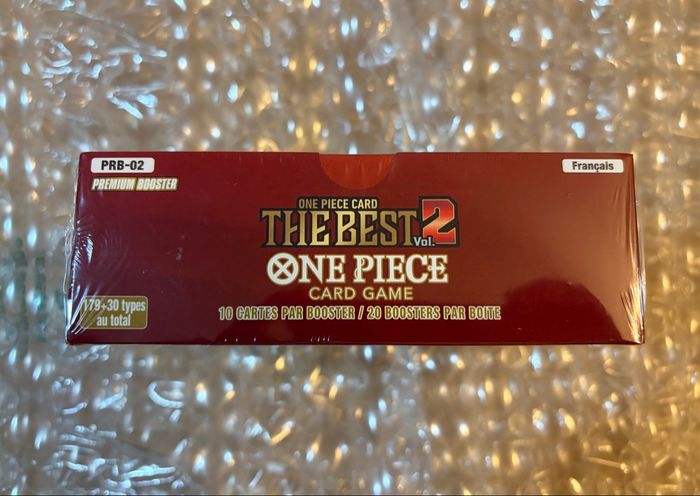 PRB-02
Français
PREMIUM BOOSTER
ONE PIECE CARD
THE BEST Vol. 2
ONE PIECE
CARD GAME
179+30 types
au total
10 CARTES PAR BOOSTER / 20 BOOSTERS PAR BOITE